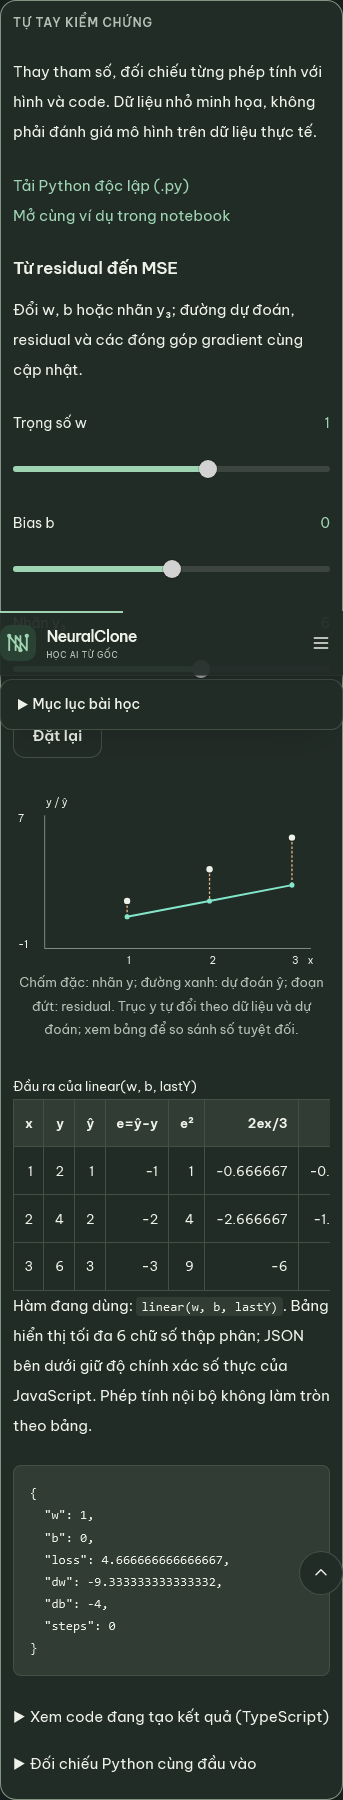 TỰ TAY KIỂM CHỨNG
Thay tham số, đối chiếu từng phép tính với
hình và code. Dữ liệu nhỏ minh họa, không
phải đánh giá mô hình trên dữ liệu thực tế.
Tải Python độc lập (.py)
Mở cùng ví dụ trong notebook
Từ residual đến MSE
Đổi w, b hoặc nhãn y₃; đường dự đoán,
residual và các đóng góp gradient cùng
cập nhật.
Trọng số w 1
Bias b 0
Nhãn y₃ 6
NeuralClone
HỌC AI TỪ GỐC
▶ Mục lục bài học
Đặt lại
y / ŷ
7
-1
1 2 3 x
Chấm đặc: nhãn y; đường xanh: dự đoán ŷ; đoạn
đứt: residual. Trục y tự đổi theo dữ liệu và dự
đoán; xem bảng để so sánh số tuyệt đối.
Đầu ra của linear(w, b, lastY)
x y ŷ e=ŷ-y e² 2ex/3
1 2 1 -1 1 -0.666667 -0.
2 4 2 -2 4 -2.666667 -1.
3 6 3 -3 9 -6
Hàm đang dùng: linear(w, b, lastY). Bảng
hiển thị tối đa 6 chữ số thập phân; JSON
bên dưới giữ độ chính xác số thực của
JavaScript. Phép tính nội bộ không làm tròn
theo bảng.
{
"w": 1,
"b": 0,
"loss": 4.666666666666667,
"dw": -9.333333333333332,
"db": -4,
"steps": 0
}
▶ Xem code đang tạo kết quả (TypeScript)
▶ Đối chiếu Python cùng đầu vào